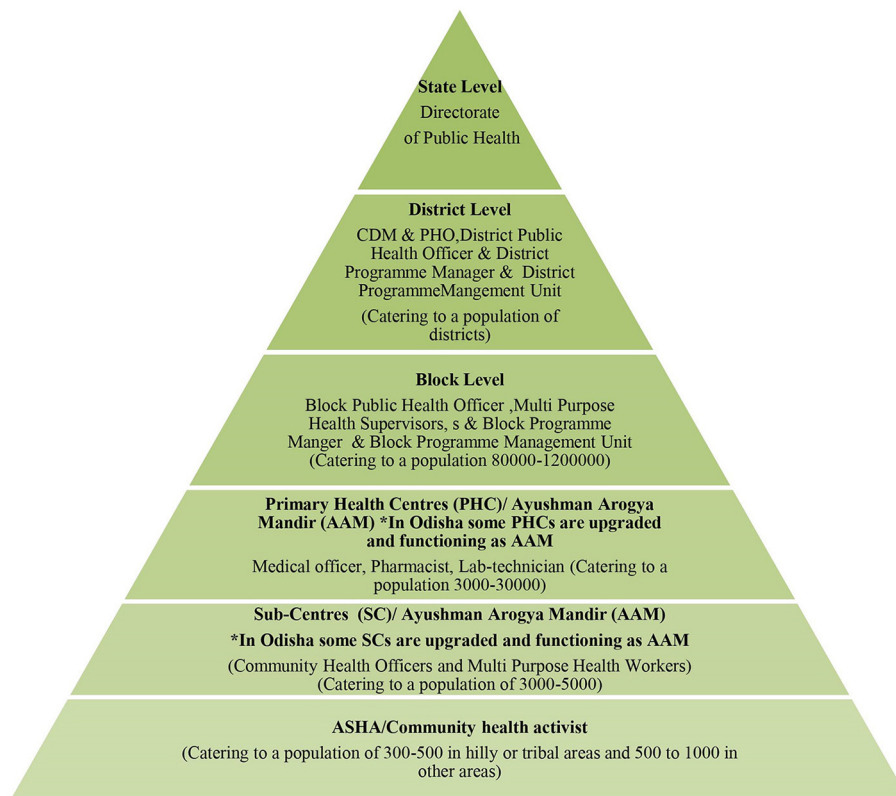 State Level
Directorate
of Public Health
District Level
CDM & PHO,District Public
Health Officer & District
Programme Manager & District
ProgrammeMangement Unit
(Catering to a population of
districts)
Block Level
Block Public Health Officer ,Multi Purpose
Health Supervisors, s & Block Programme
Manger & Block Programme Management Unit
(Catering to a population 80000-1200000)
Primary Health Centres (PHC)/ Ayushman Arogya
Mandir (AAM) *In Odisha some PHCs are upgraded
and functioning as AAM
Medical officer, Pharmacist, Lab-technician (Catering to a
population 3000-30000)
Sub-Centres (SC)/ Ayushman Arogya Mandir (AAM)
*In Odisha some SCs are upgraded and functioning as AAM
(Community Health Officers and Multi Purpose Health Workers)
(Catering to a population of 3000-5000)
ASHA/Community health activist
(Catering to a population of 300-500 in hilly or tribal areas and 500 to 1000 in
other areas)